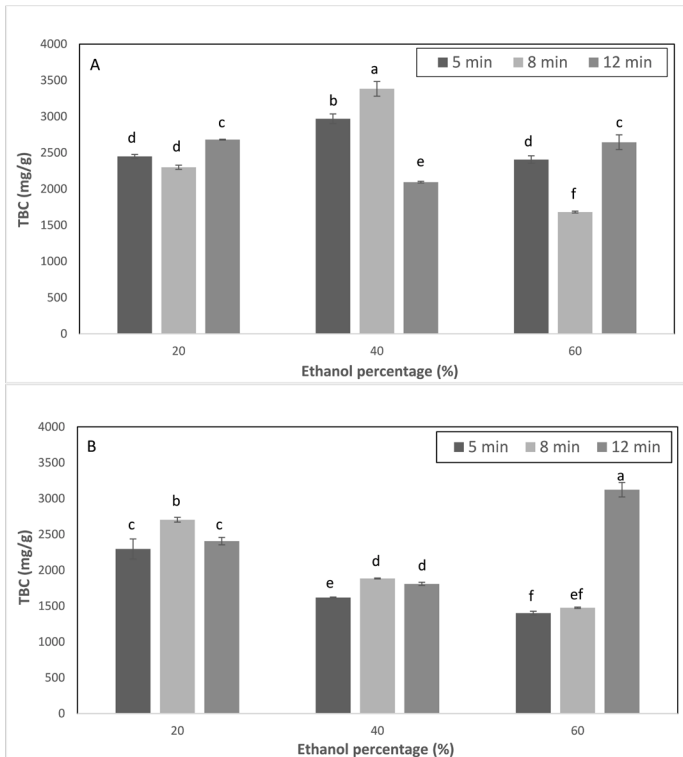 4000
A
5 min 8 min 12 min
3500
a
b
3000
c
c
d
d
d
2500
e
2000
f
1500
1000
500
0
TBC (mg/g)
20 40 60
Ethanol percentage (%)
4000
B
5 min 8 min 12 min
3500
a
3000
b
c
c
2500
d
d
2000
e
f
ef
1500
1000
500
0
TBC (mg/g)
20 40 60
Ethanol percentage (%)